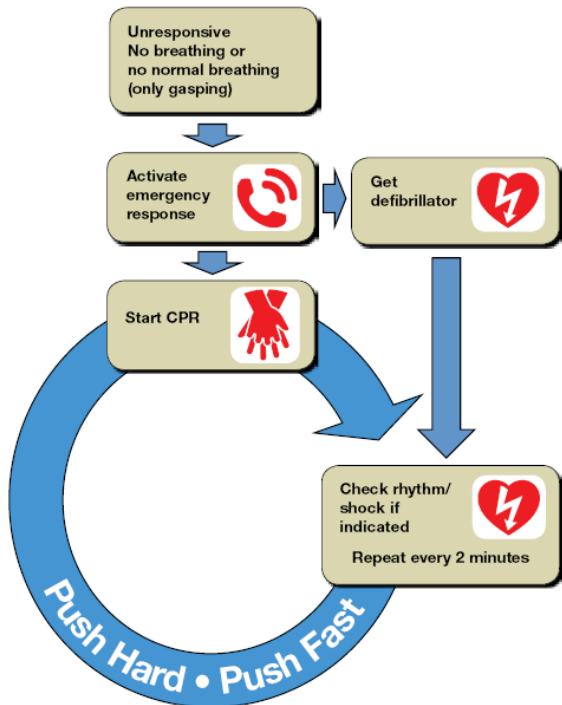 Unresponsive
No breathing or
no normal breathing
(only gasping)
Activate
emergency
response
Get
defibrillator
Start CPR
Check rhythm/
shock if
indicated
Repeat every 2 minutes
Push Hard • Push Fast